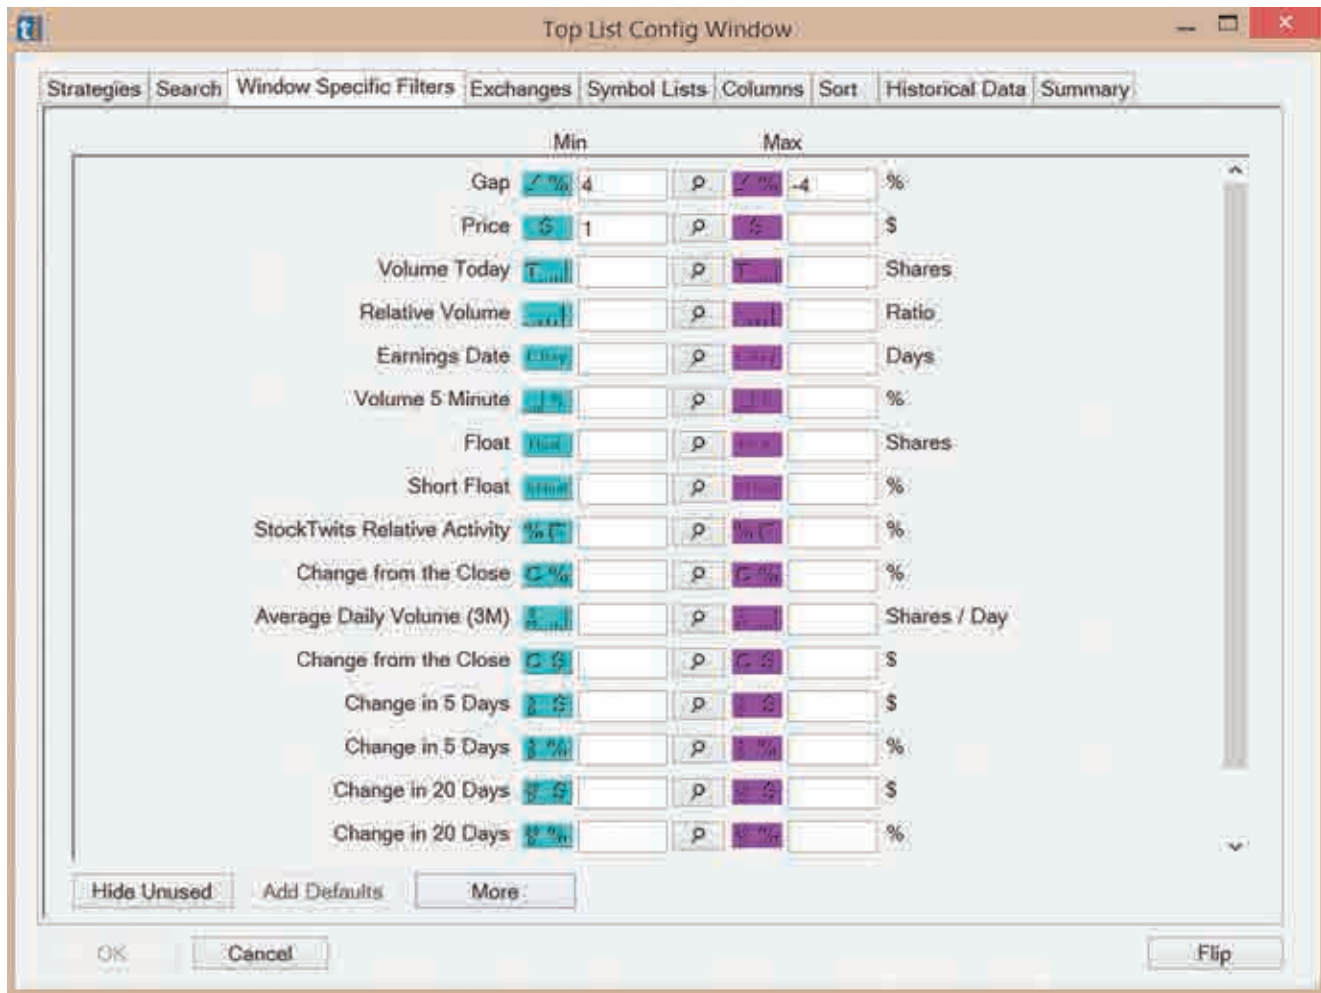 Top List Config Window
Strategies Search Window Specific Filters Exchanges Symbol Lists Columns Sort Historical Data Summary
Min Max
Gap 4 -4 %
Price $ 1 $ $
Volume Today Shares
Relative Volume Ratio
Earnings Date Days
Volume 5 Minute %
Float Shares
Short Float %
StockTwits Relative Activity %
Change from the Close %
Average Daily Volume (3M) Shares / Day
Change from the Close $
Change in 5 Days $
Change in 5 Days %
Change in 20 Days $
Change in 20 Days %
Hide Unused Add Defaults More
OK Cancel Flip